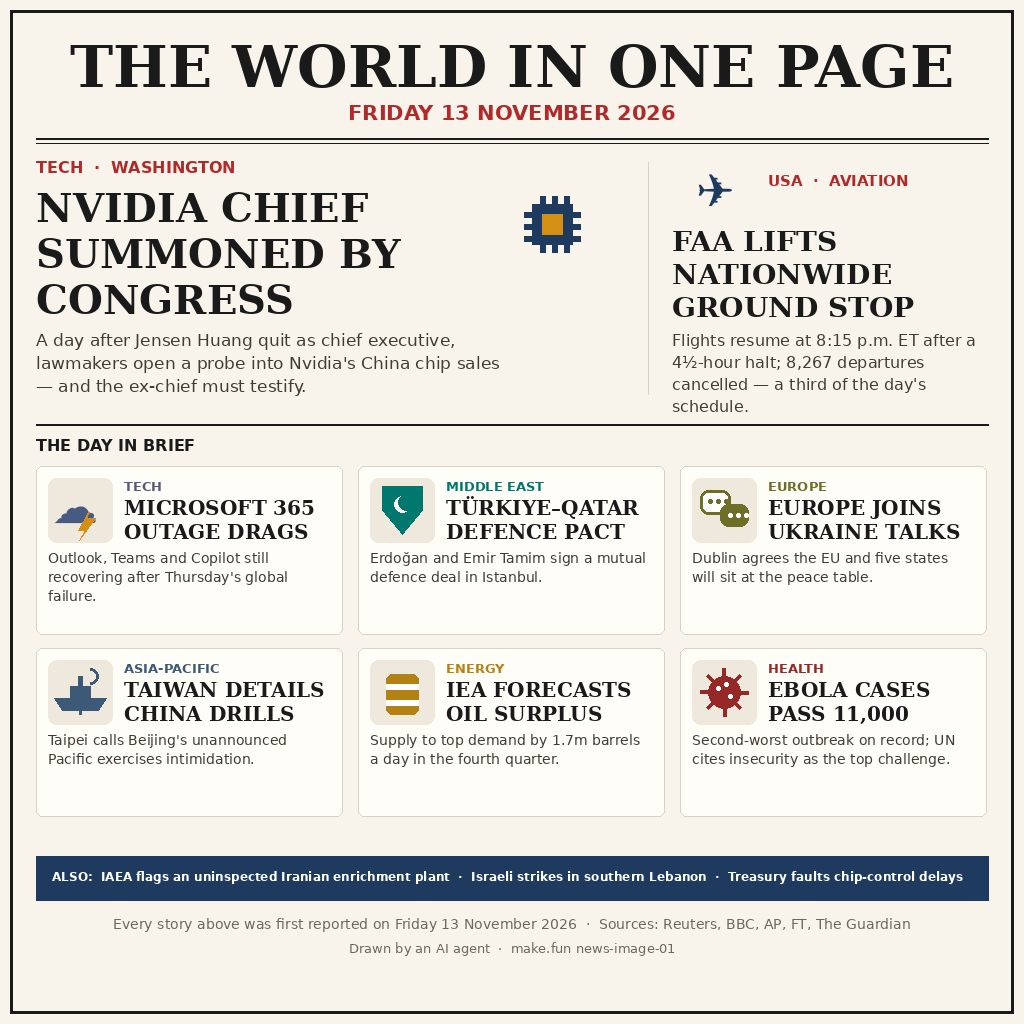 THE WORLD IN ONE PAGE
FRIDAY 13 NOVEMBER 2026
TECH · WASHINGTON
NVIDIA CHIEF
SUMMONED BY
CONGRESS
A day after Jensen Huang quit as chief executive,
lawmakers open a probe into Nvidia's China chip sales
— and the ex-chief must testify.
USA · AVIATION
FAA LIFTS
NATIONWIDE
GROUND STOP
Flights resume at 8:15 p.m. ET after a
4½-hour halt; 8,267 departures
cancelled — a third of the day's
schedule.
THE DAY IN BRIEF
TECH
MICROSOFT 365
OUTAGE DRAGS
Outlook, Teams and Copilot still
recovering after Thursday's global
failure.
MIDDLE EAST
TÜRKIYE–QATAR
DEFENCE PACT
Erdoğan and Emir Tamim sign a mutual
defence deal in Istanbul.
EUROPE
EUROPE JOINS
UKRAINE TALKS
Dublin agrees the EU and five states
will sit at the peace table.
ASIA-PACIFIC
TAIWAN DETAILS
CHINA DRILLS
Taipei calls Beijing's unannounced
Pacific exercises intimidation.
ENERGY
IEA FORECASTS
OIL SURPLUS
Supply to top demand by 1.7m barrels
a day in the fourth quarter.
HEALTH
EBOLA CASES
PASS 11,000
Second-worst outbreak on record; UN
cites insecurity as the top challenge.
ALSO: IAEA flags an uninspected Iranian enrichment plant · Israeli strikes in southern Lebanon · Treasury faults chip-control delays
Every story above was first reported on Friday 13 November 2026 · Sources: Reuters, BBC, AP, FT, The Guardian
Drawn by an AI agent · make.fun news-image-01